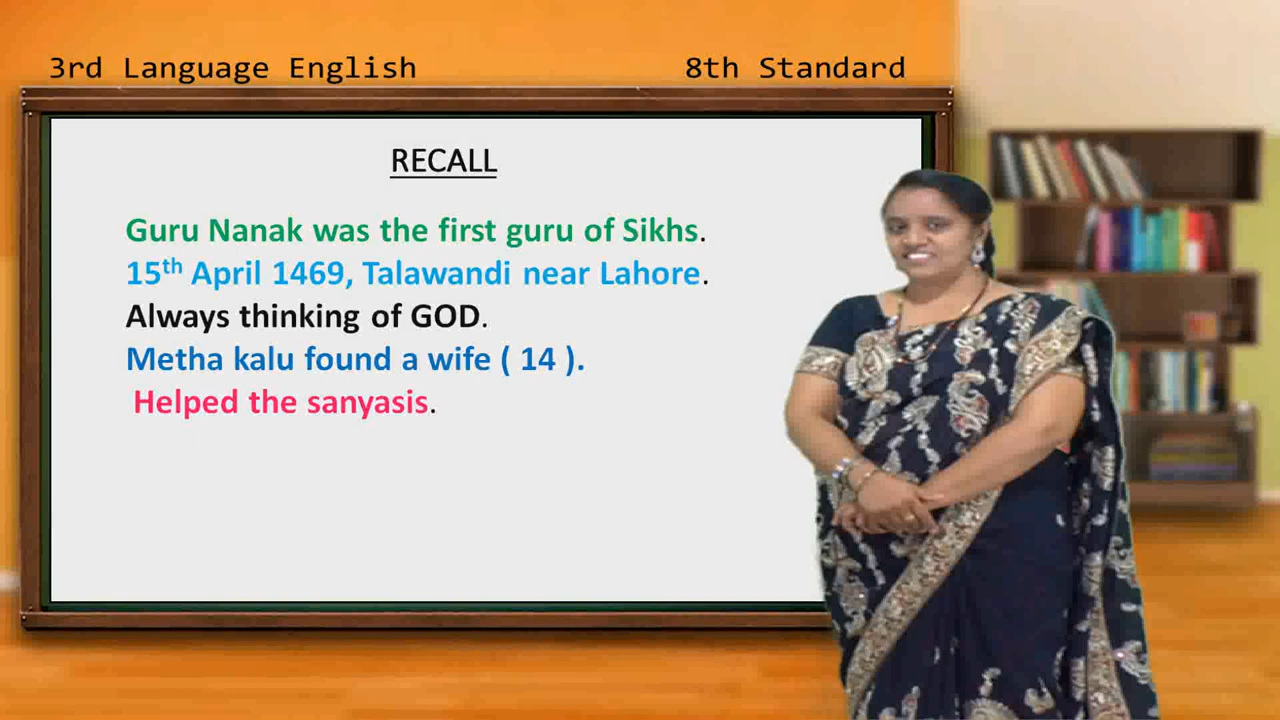 3rd Language English
8th Standard
RECALL
Guru Nanak was the first guru of Sikhs.
15th April 1469, Talawandi near Lahore.
Always thinking of GOD.
Metha kalu found a wife ( 14 ).
Helped the sanyasis.